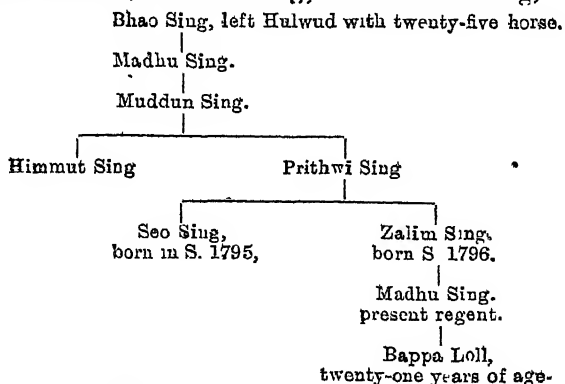 Bhao Sing, left Hulwud with twenty-five horse.
Madhu Sing.
Muddun Sing.
Himmut Sing Prithwi Sing
Seo Sing, Zalim Sing.
born in S. 1795, born S 1796.
Madhu Sing.
present regent.
Bappa Loll,
twenty-one years of age-